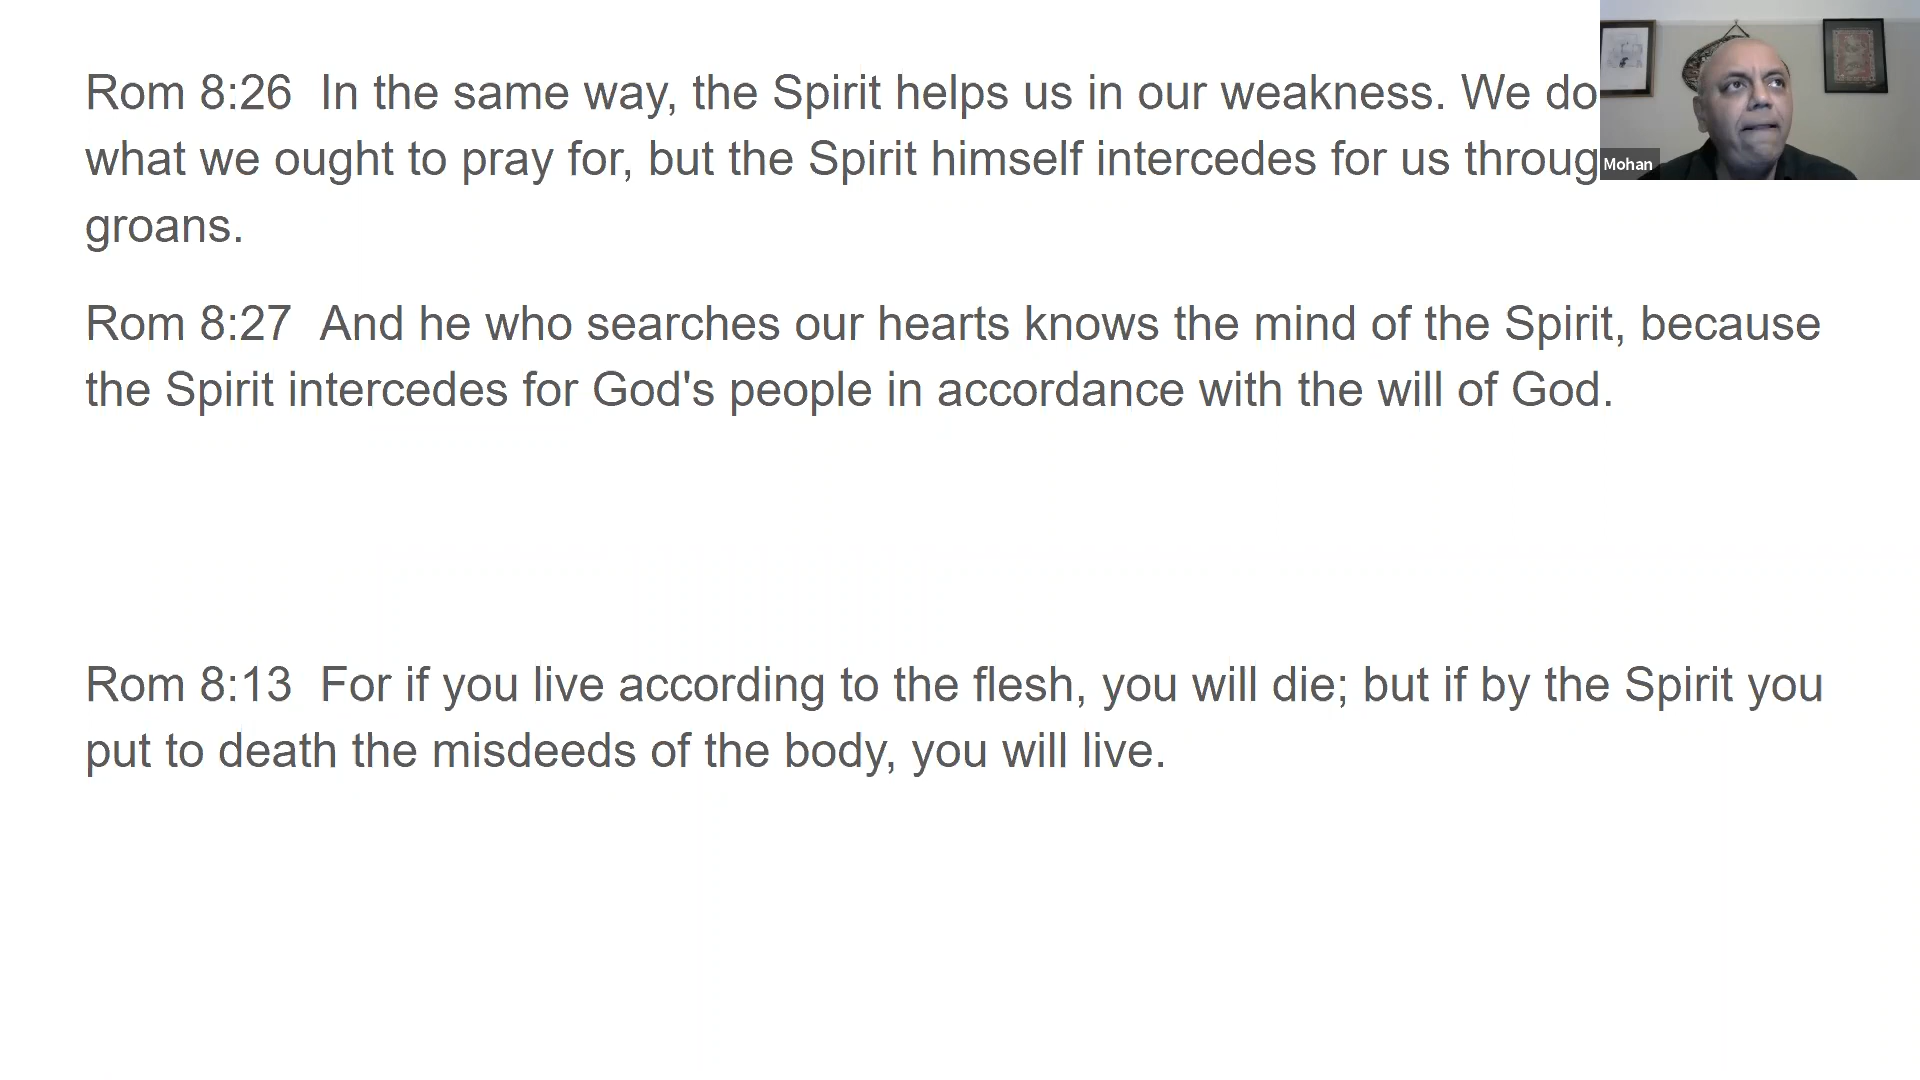 Rom 8:26  In the same way, the Spirit helps us in our weakness. We do
what we ought to pray for, but the Spirit himself intercedes for us throug
groans.
Rom 8:27  And he who searches our hearts knows the mind of the Spirit, because
the Spirit intercedes for God's people in accordance with the will of God.
Rom 8:13  For if you live according to the flesh, you will die; but if by the Spirit you
put to death the misdeeds of the body, you will live.
Mohan